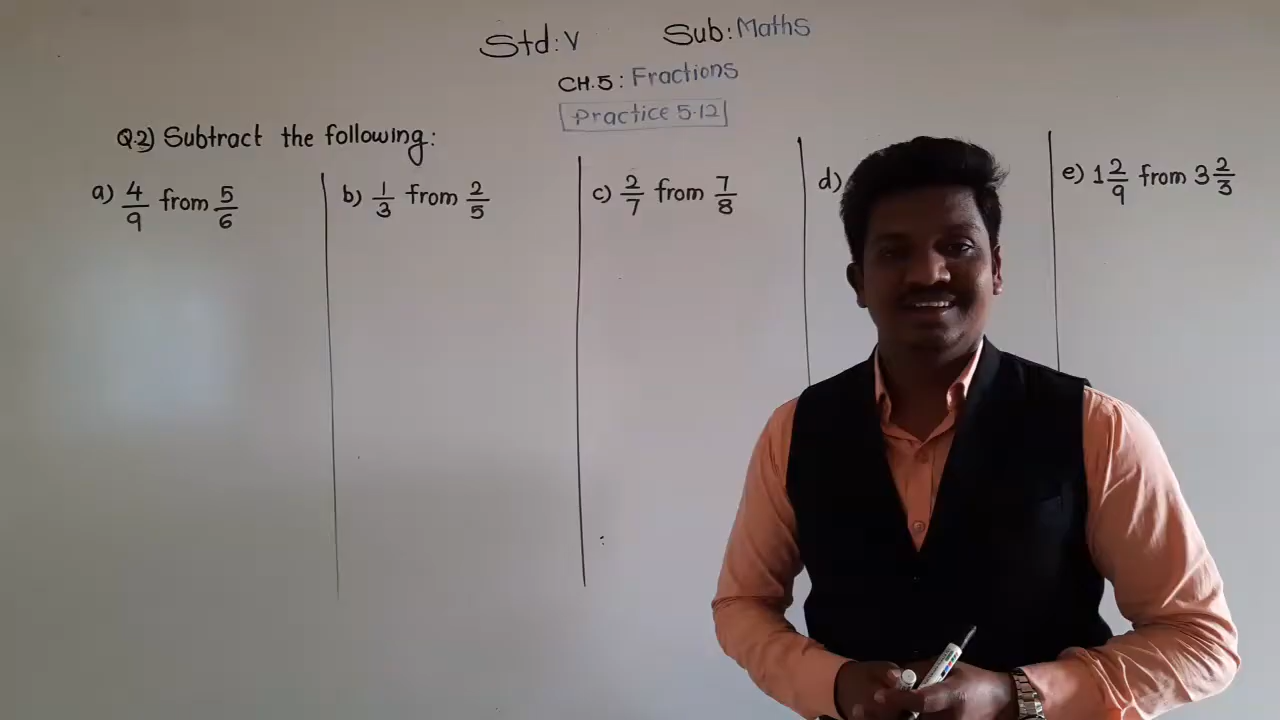 Std: V Sub: Maths
CH.5: Fractions
Practice 5.12
Q.2) Subtract the following:
a) 4/9 from 5/6
b) 1/3 from 2/5
c) 2/7 from 7/8
d)
e) 1 2/9 from 3 2/3